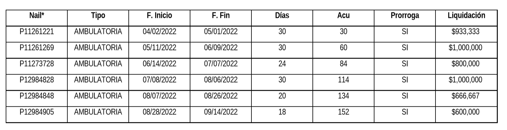 Nail* Tipo F. Inicio F. Fin Días Acu Prorroga Liquidación
P11261221 AMBULATORIA 04/02/2022 05/01/2022 30 30 SI $933,333
P11261269 AMBULATORIA 05/11/2022 06/09/2022 30 60 SI $1,000,000
P11273728 AMBULATORIA 06/14/2022 07/07/2022 24 84 SI $800,000
P12984828 AMBULATORIA 07/08/2022 08/06/2022 30 114 SI $1,000,000
P12984848 AMBULATORIA 08/07/2022 08/26/2022 20 134 SI $666,667
P12984905 AMBULATORIA 08/28/2022 09/14/2022 18 152 SI $600,000